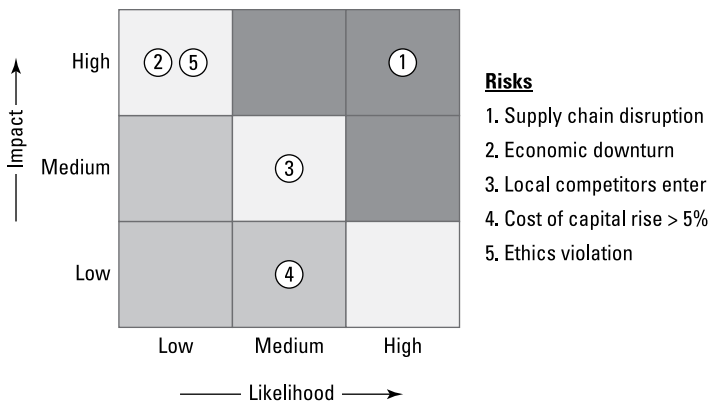 High
2 5
1
Impact
Medium
3
Low
4
Low Medium High
Likelihood
Risks
1. Supply chain disruption
2. Economic downturn
3. Local competitors enter
4. Cost of capital rise > 5%
5. Ethics violation